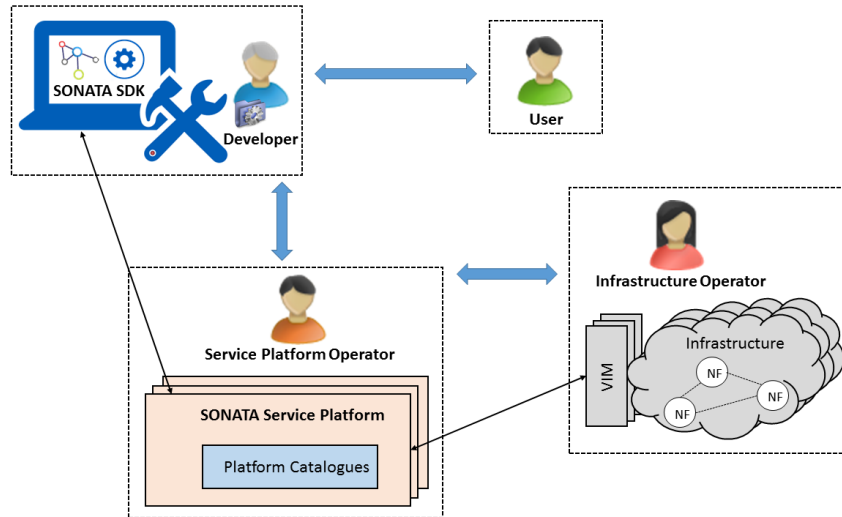 SONATA SDK
Developer
User
Infrastructure Operator
Service Platform Operator
Infrastructure
VIM
NF
NF
NF
SONATA Service Platform
Platform Catalogues